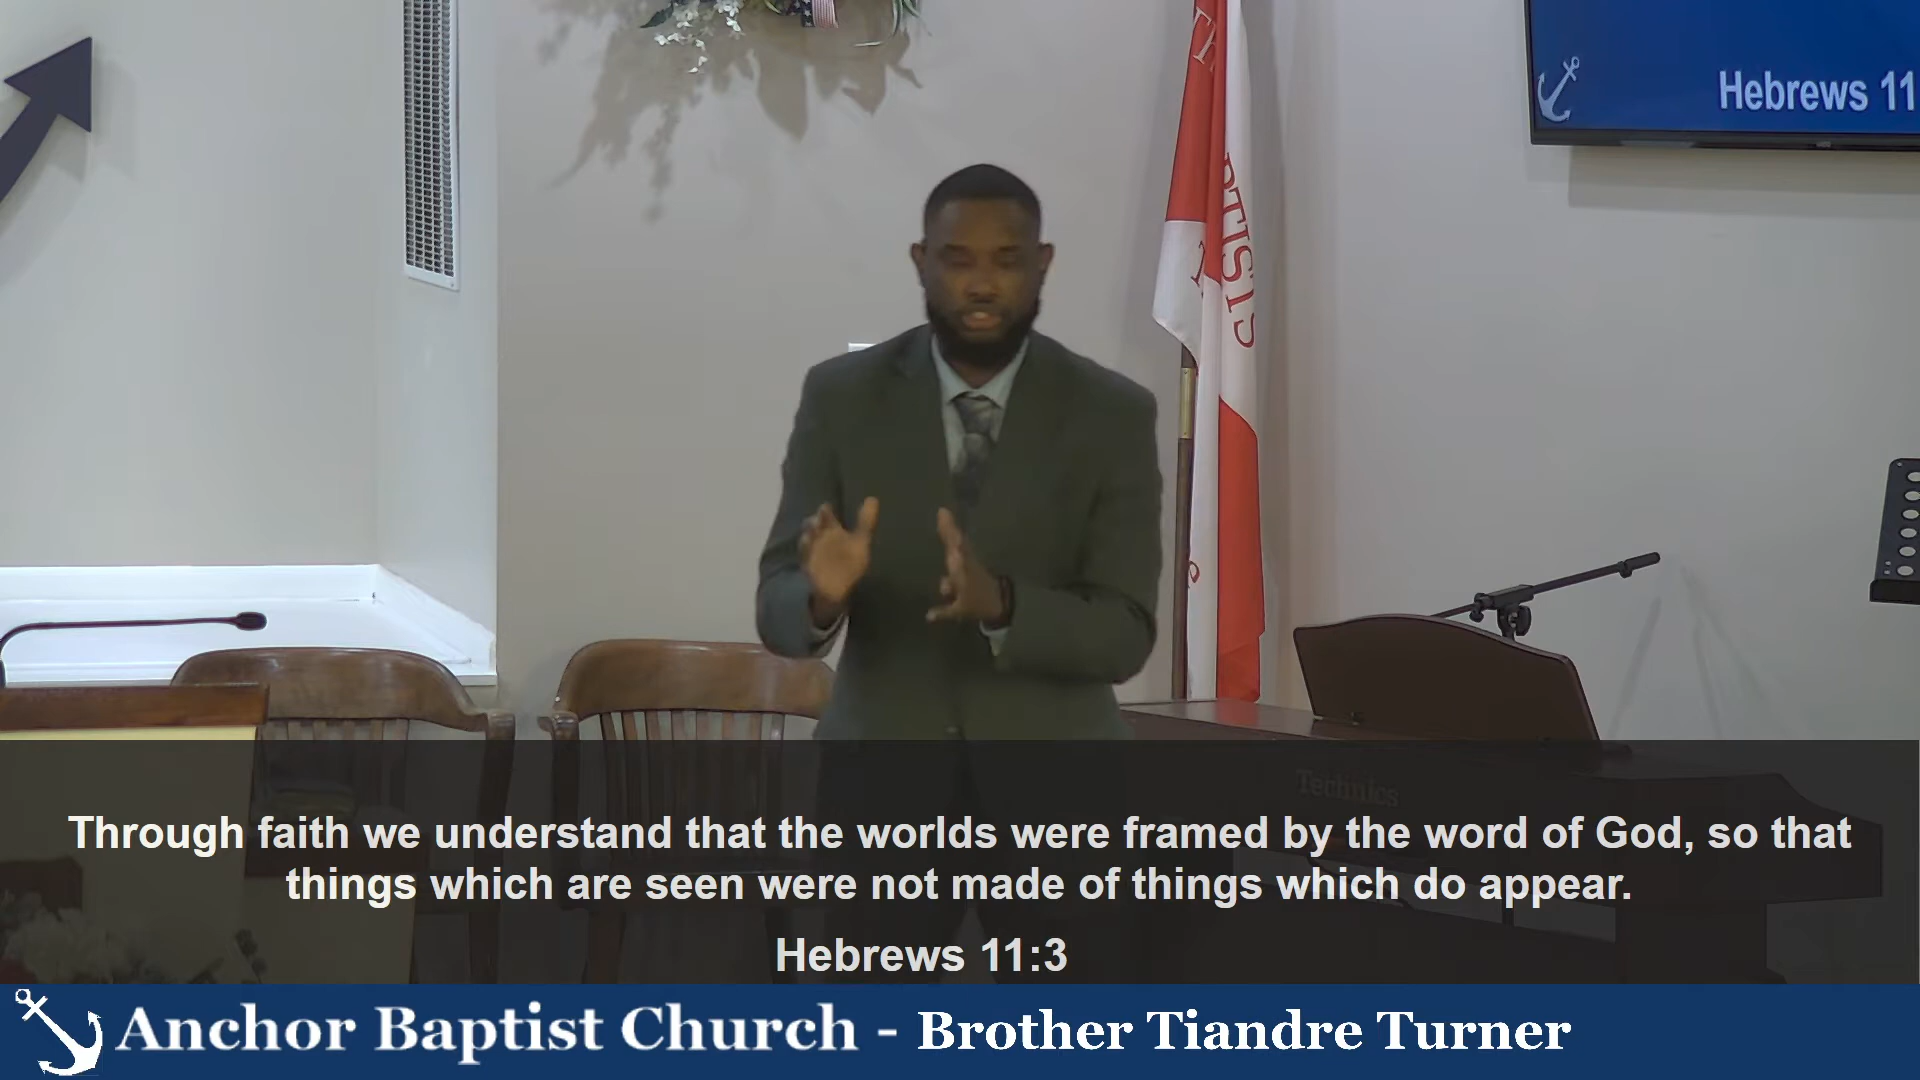 Hebrews 11
PTISTS
Technics
Through faith we understand that the worlds were framed by the word of God, so that
things which are seen were not made of things which do appear.
Hebrews 11:3
Anchor Baptist Church - Brother Tiandre Turner